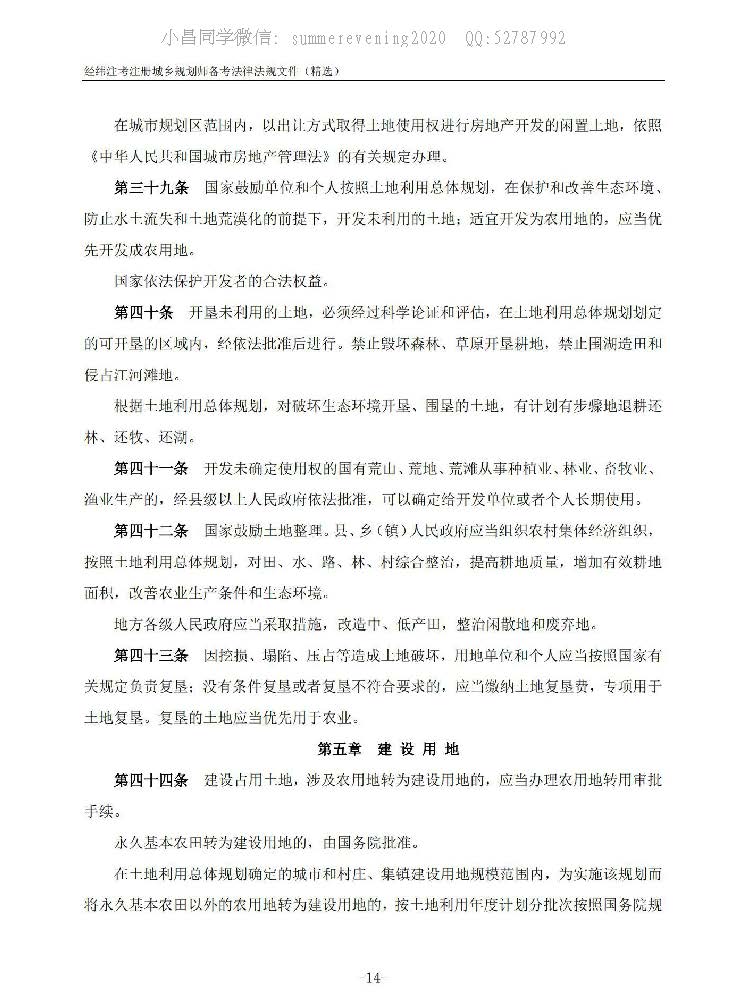 小昌同学微信: summerevening2020 QQ:52787992
经纬注考注册城乡规划师备考法律法规文件（精选）
在城市规划区范围内，以出让方式取得土地使用权进行房地产开发的闲置土地，依照
《中华人民共和国城市房地产管理法》的有关规定办理。
第三十九条 国家鼓励单位和个人按照土地利用总体规划，在保护和改善生态环境、
防止水土流失和土地荒漠化的前提下，开发未利用的土地；适宜开发为农用地的，应当优
先开发成农用地。
国家依法保护开发者的合法权益。
第四十条 开垦未利用的土地，必须经过科学论证和评估，在土地利用总体规划划定
的可开垦的区域内，经依法批准后进行。禁止毁坏森林、草原开垦耕地，禁止围湖造田和
侵占江河滩地。
根据土地利用总体规划，对破坏生态环境开垦、围垦的土地，有计划有步骤地退耕还
林、还牧、还湖。
第四十一条 开发未确定使用权的国有荒山、荒地、荒滩从事种植业、林业、畜牧业、
渔业生产的，经县级以上人民政府依法批准，可以确定给开发单位或者个人长期使用。
第四十二条 国家鼓励土地整理。县、乡（镇）人民政府应当组织农村集体经济组织，
按照土地利用总体规划，对田、水、路、林、村综合整治，提高耕地质量，增加有效耕地
面积，改善农业生产条件和生态环境。
地方各级人民政府应当采取措施，改造中、低产田，整治闲散地和废弃地。
第四十三条 因挖损、塌陷、压占等造成土地破坏，用地单位和个人应当按照国家有
关规定负责复垦；没有条件复垦或者复垦不符合要求的，应当缴纳土地复垦费，专项用于
土地复垦。复垦的土地应当优先用于农业。
第五章 建 设 用 地
第四十四条 建设占用土地，涉及农用地转为建设用地的，应当办理农用地转用审批
手续。
永久基本农田转为建设用地的，由国务院批准。
在土地利用总体规划确定的城市和村庄、集镇建设用地规模范围内，为实施该规划而
将永久基本农田以外的农用地转为建设用地的，按土地利用年度计划分批次按照国务院规
-14-